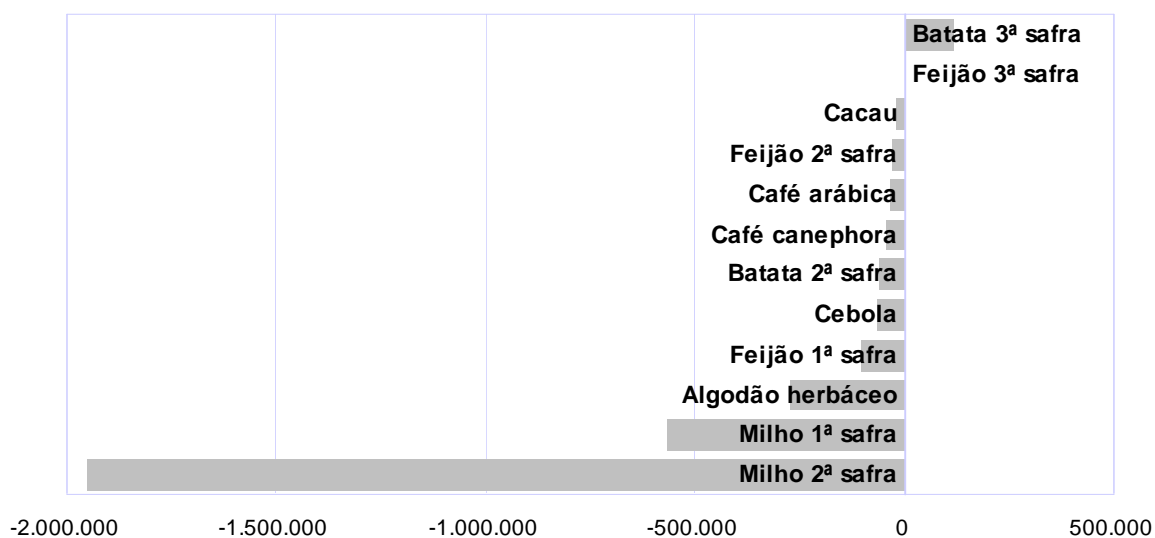 Batata 3ª safra
Feijão 3ª safra
Cacau
Feijão 2ª safra
Café arábica
Café canephora
Batata 2ª safra
Cebola
Feijão 1ª safra
Algodão herbáceo
Milho 1ª safra
Milho 2ª safra
-2.000.000 -1.500.000 -1.000.000 -500.000 0 500.000